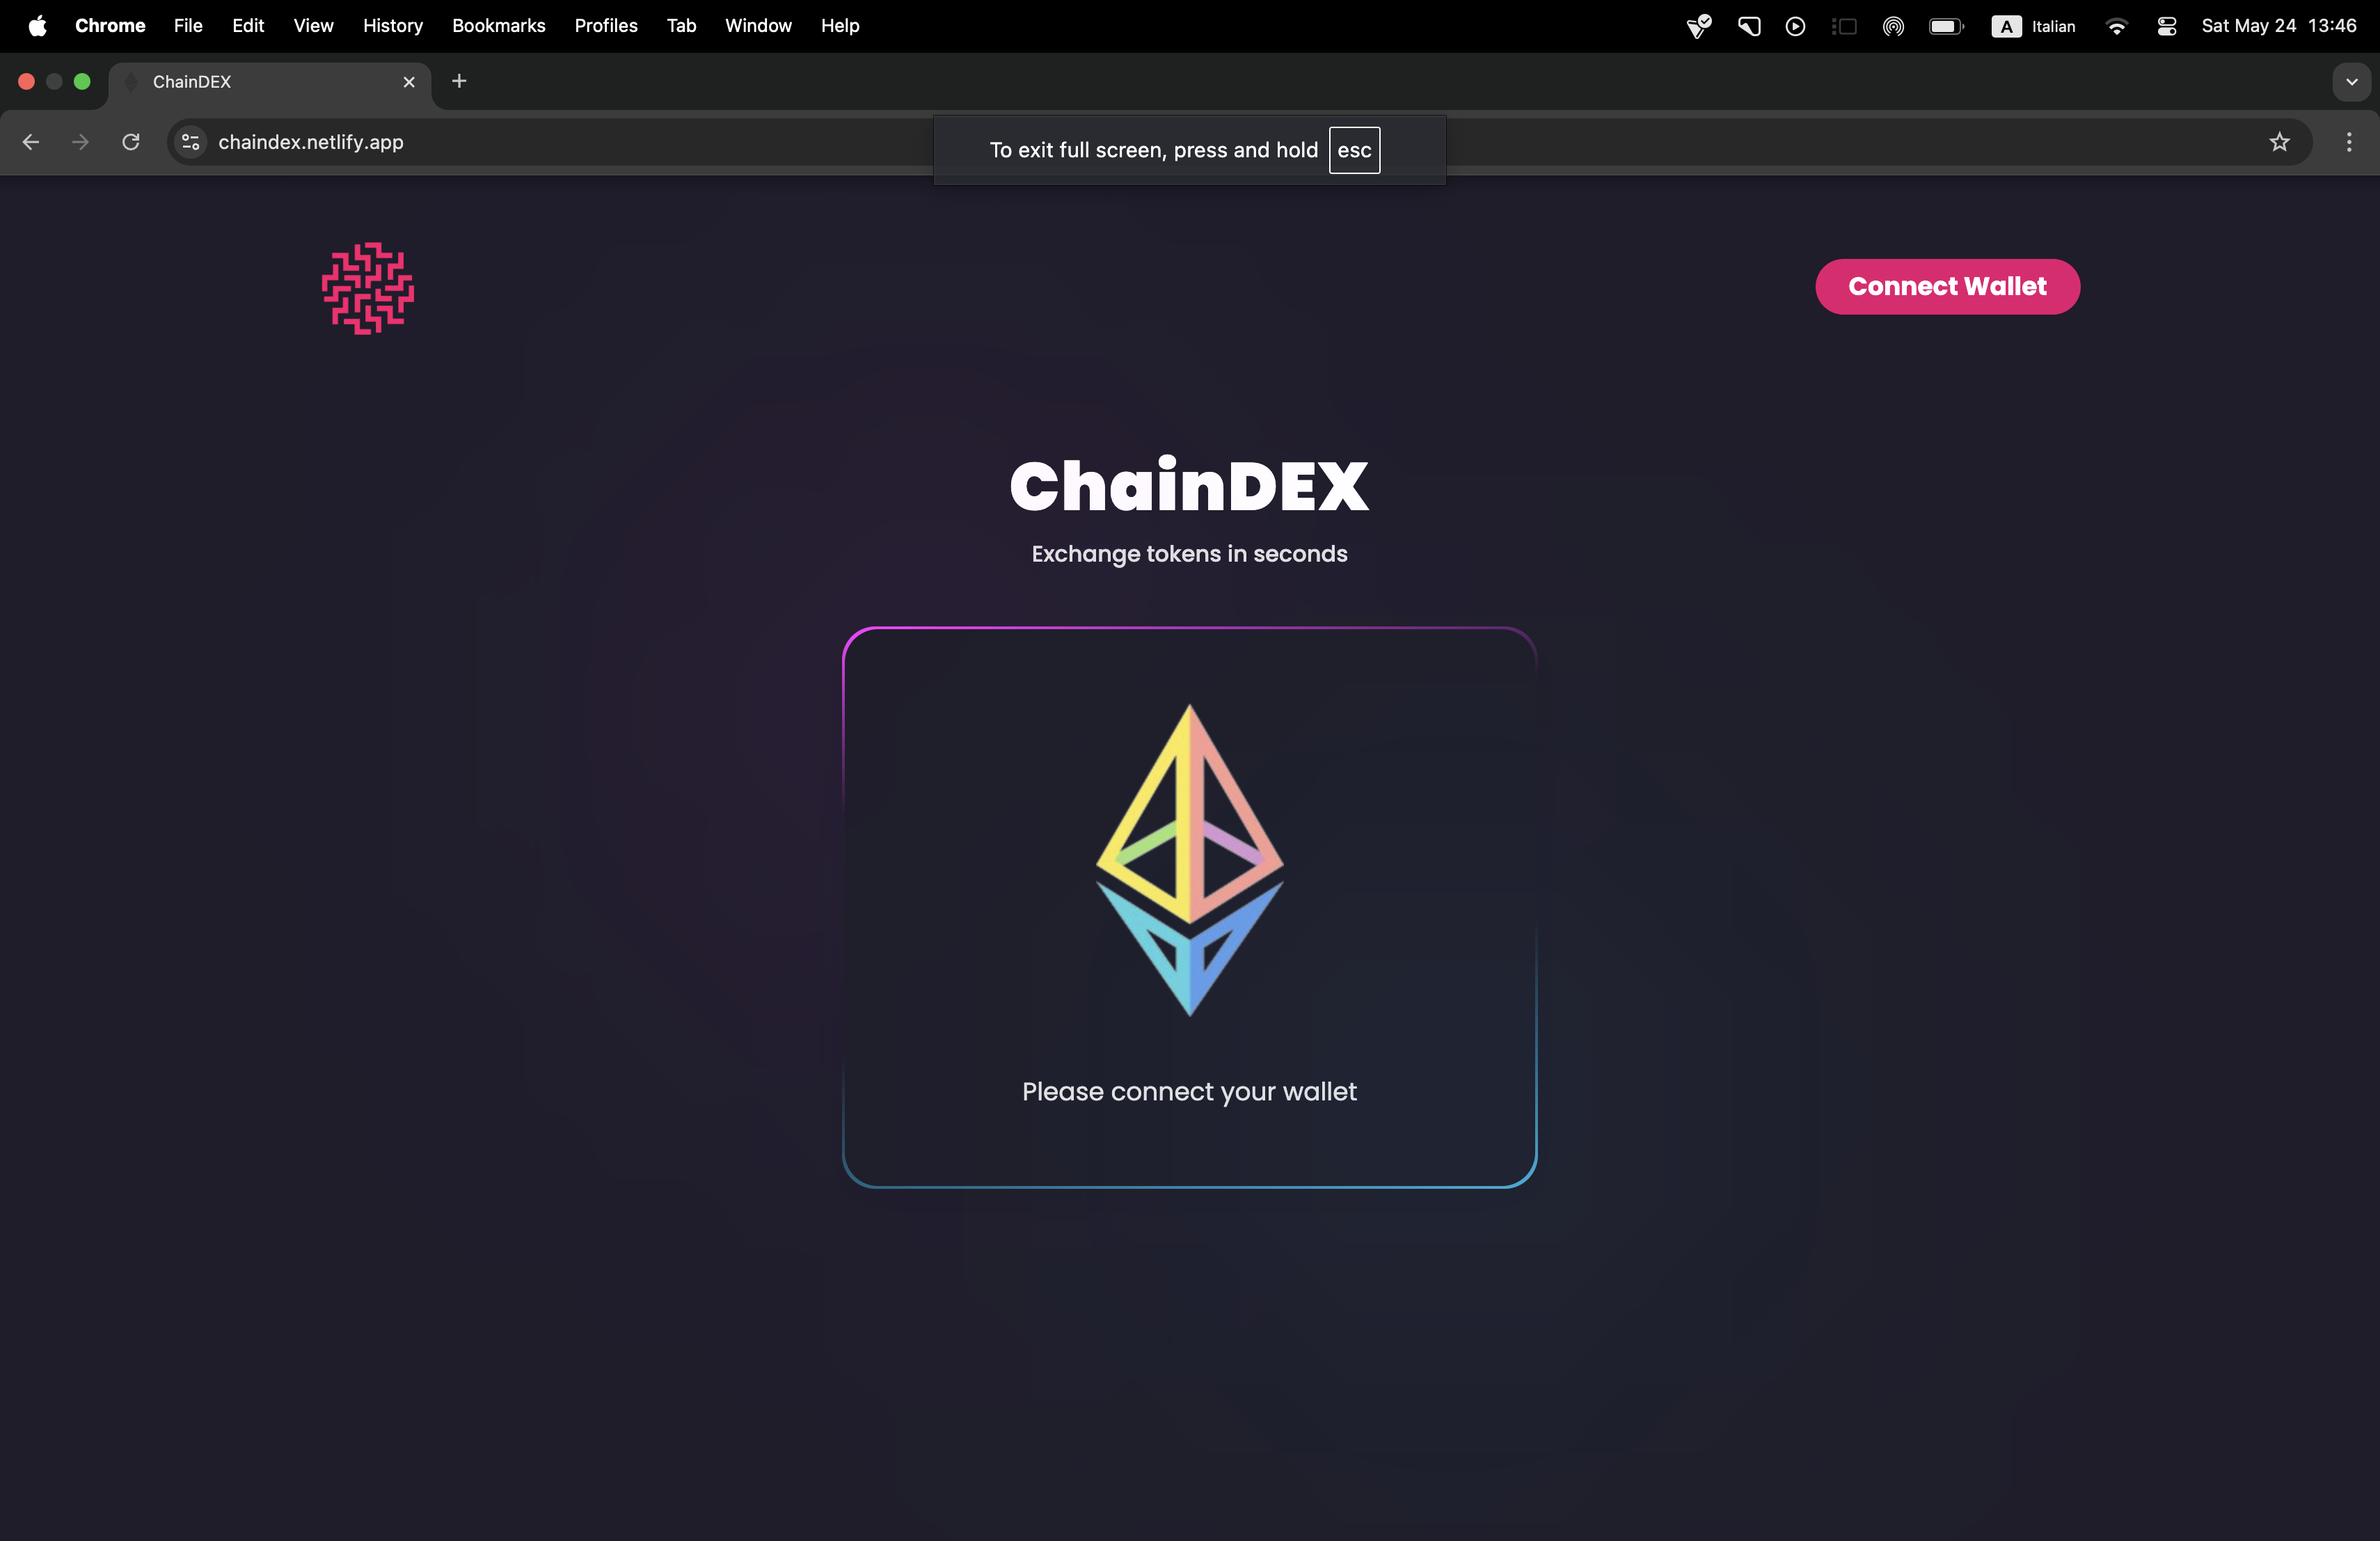 Chrome File Edit View History Bookmarks Profiles Tab Window Help A Italian Sat May 24 13:46
ChainDEX
chaindex.netlify.app
To exit full screen, press and hold esc
Connect Wallet
ChainDEX
Exchange tokens in seconds
Please connect your wallet